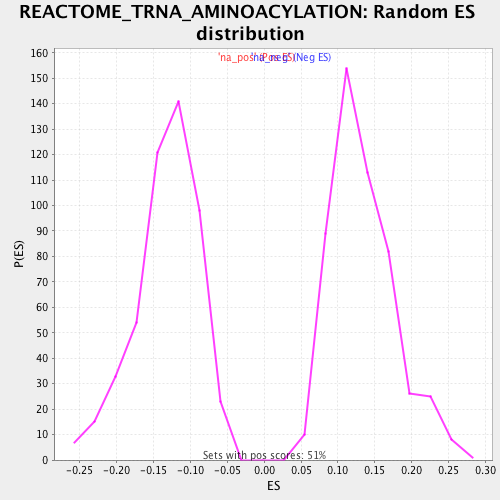 REACTOME_TRNA_AMINOACYLATION: Random ES
distribution
'na_pos' (Pos ES) 'na_neg' (Neg ES)
160
150
140
130
120
110
100
90
80
70
60
50
40
30
20
10
0
P(ES)
Sets with pos scores: 51%
-0.25 -0.20 -0.15 -0.10 -0.05 0.00 0.05 0.10 0.15 0.20 0.25 0.30
ES